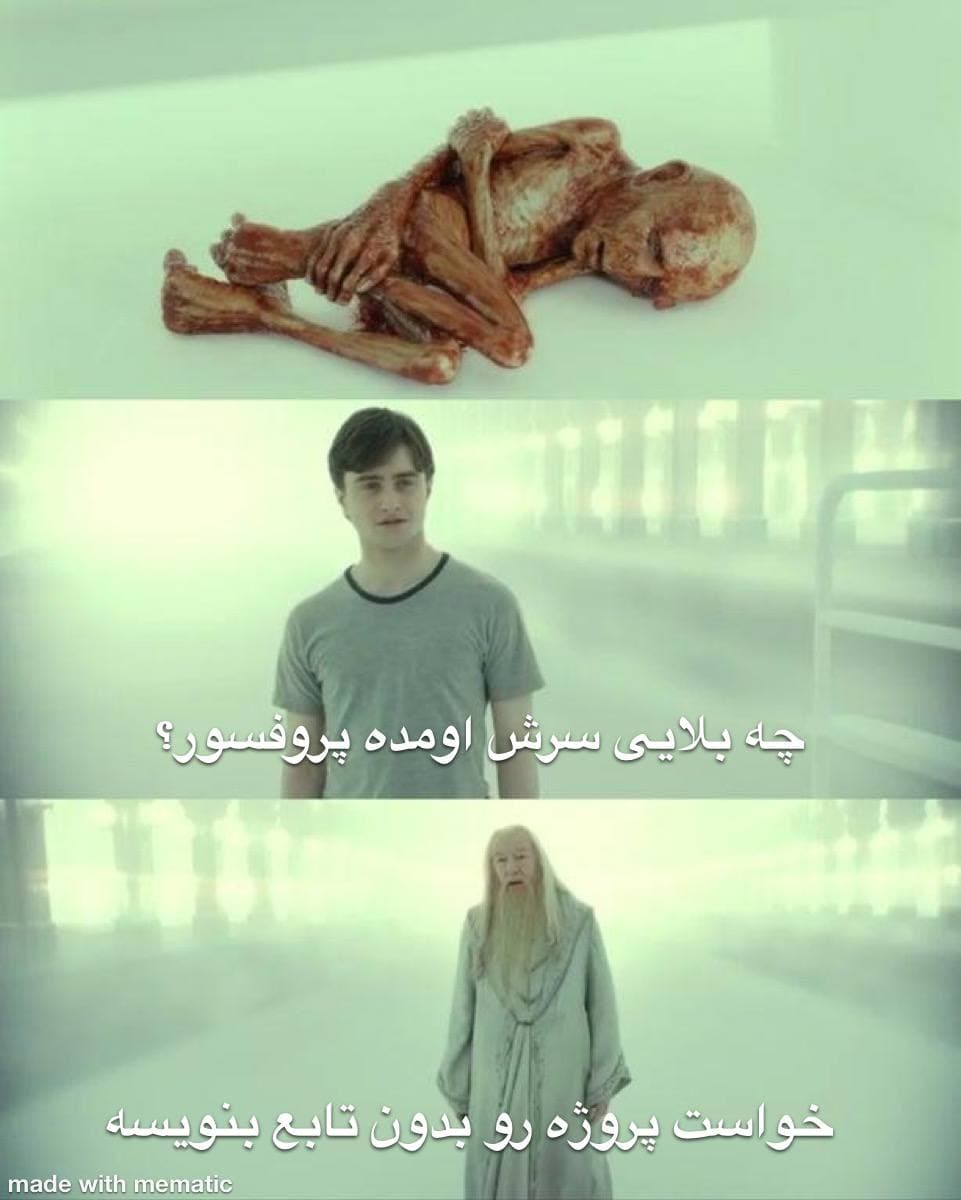 چه بلایی سرش اومده پروفسور؟
خواست پروژه رو بدون تابع بنویسه
made with mematic